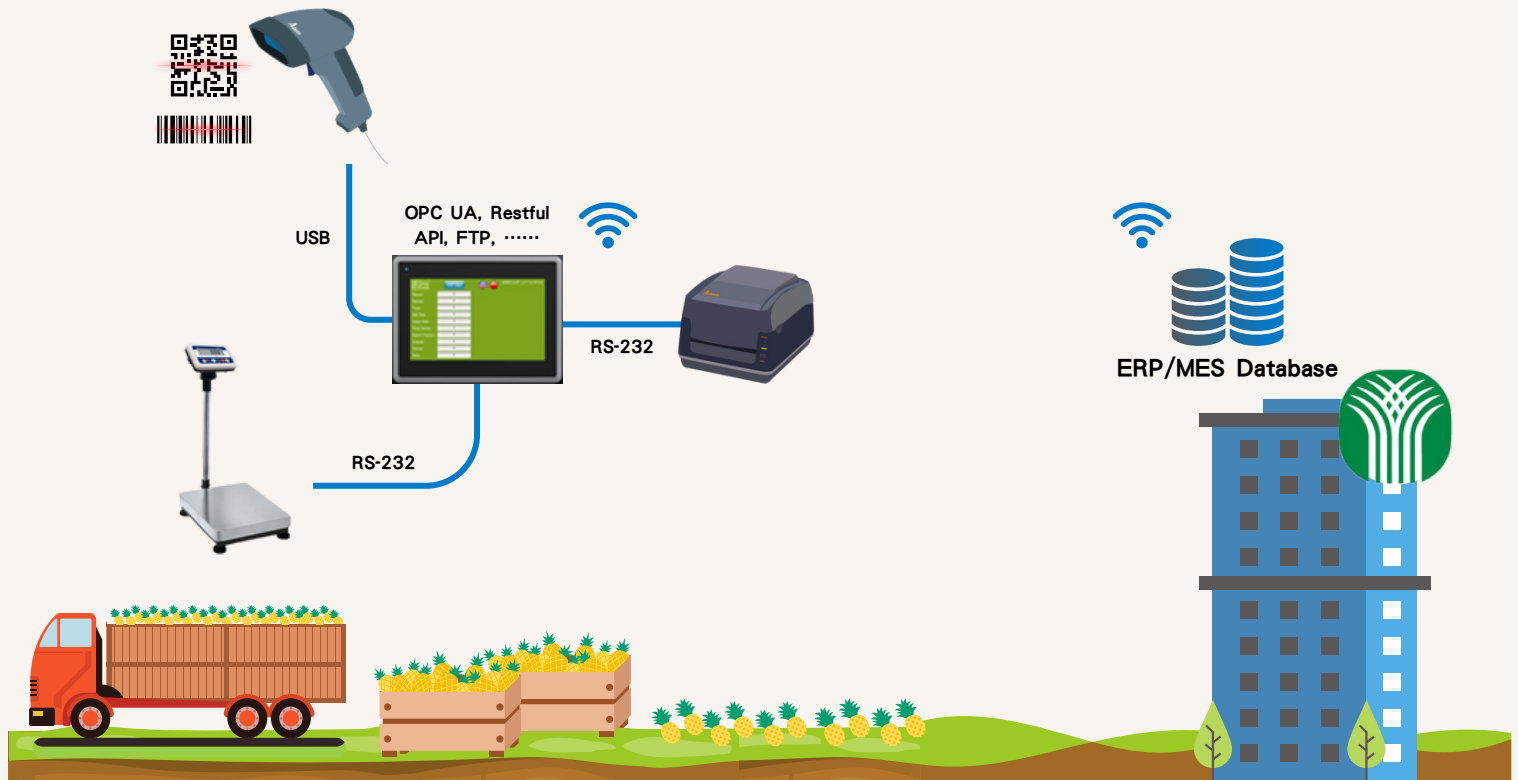 OPC UA, Restful
API, FTP, ······
USB
RS-232
RS-232
ERP/MES Database